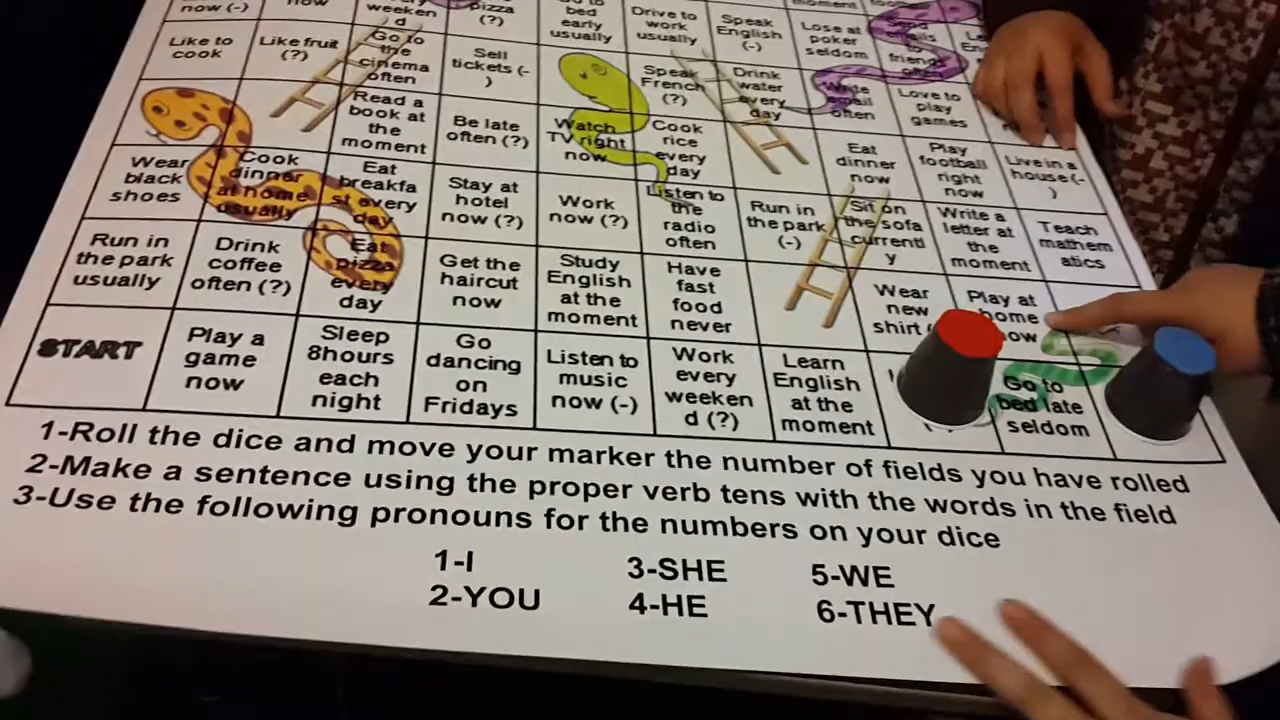 now (-)
now
weeken
d
pizza
(?)
bed
early
usually
Drive to
work
usually
Speak
English
(-)
Lose at
poker
seldom
Like to
cook
Like fruit
(?)
Go to
the
cinema
often
Sell
tickets (-
)
Speak
French
(?)
Drink
water
every
day
often
Love to
play
games
Read a
book at
the
moment
Be late
often (?)
Watch
TV right
now
Cook
rice
every
day
Eat
dinner
now
Play
football
right
now
Live in a
house (-
)
Wear
black
shoes
Cook
dinner
at home
usually
Eat
breakfa
st every
day
Stay at
hotel
now (?)
Work
now (?)
Listen to
the
radio
often
Run in
the park
(-)
Sit on
the sofa
currentl
y
Write a
letter at
the
moment
Teach
mathem
atics
Run in
the park
usually
Drink
coffee
often (?)
Eat
pizza
every
day
Get the
haircut
now
Study
English
at the
moment
Have
fast
food
never
Wear
new
shirt
Play at
home
now
START
Play a
game
now
Sleep
8hours
each
night
Go
dancing
on
Fridays
Listen to
music
now (-)
Work
every
weeken
d (?)
Learn
English
at the
moment
Go to
bed late
seldom
1-Roll the dice and move your marker the number of fields you have rolled
2-Make a sentence using the proper verb tens with the words in the field
3-Use the following pronouns for the numbers on your dice
1-I 3-SHE 5-WE
2-YOU 4-HE 6-THEY